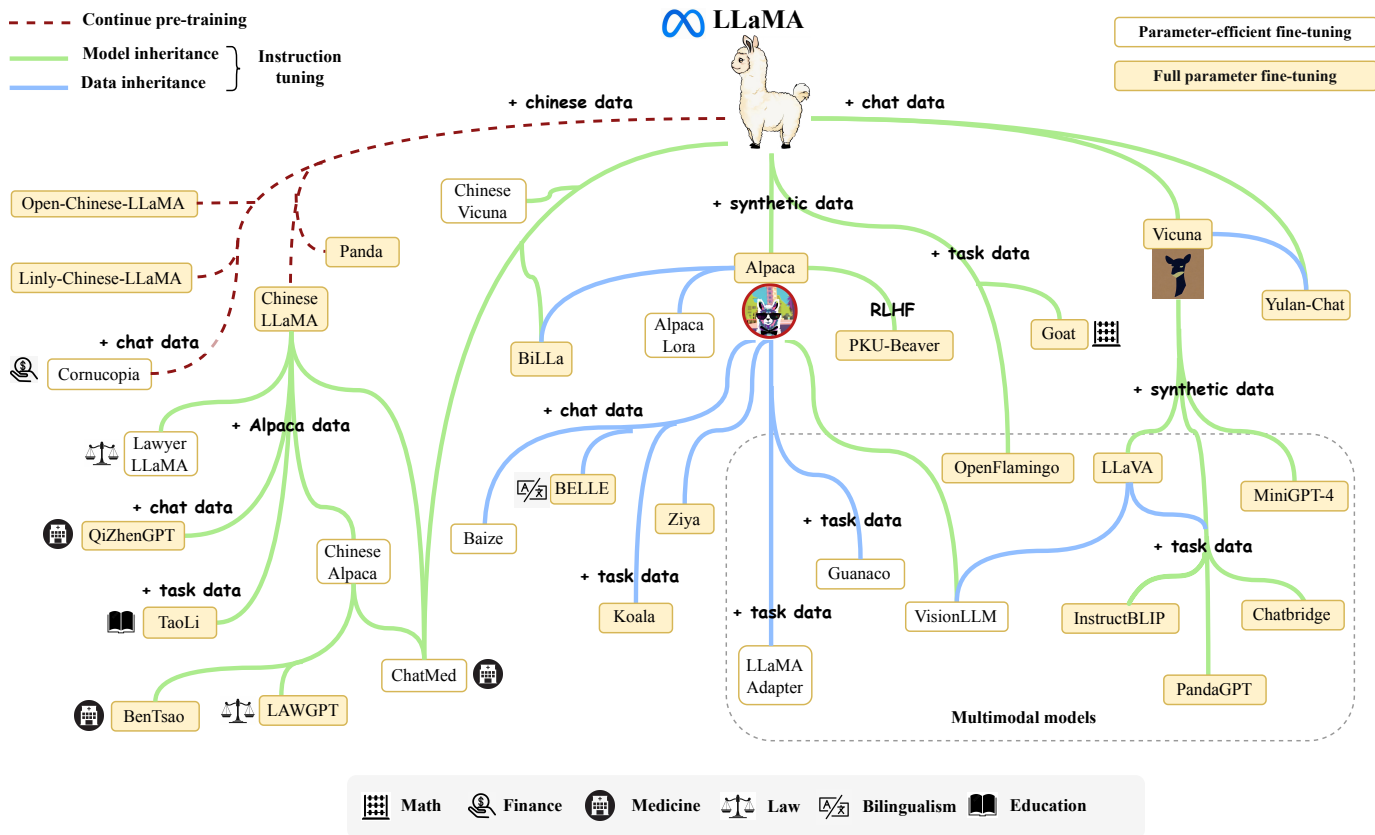 LLaMA
Continue pre-training
Model inheritance
Data inheritance
Instruction
tuning
Parameter-efficient fine-tuning
Full parameter fine-tuning
+ chinese data
+ chat data
Open-Chinese-LLaMA
Linly-Chinese-LLaMA
Panda
Chinese
LLaMA
+ chat data
Cornucopia
Chinese
Vicuna
+ synthetic data
Alpaca
+ task data
Vicuna
Yulan-Chat
BiLLa
Alpaca
Lora
RLHF
PKU-Beaver
Goat
+ synthetic data
Lawyer
LLaMA
+ Alpaca data
+ chat data
QiZhenGPT
Chinese
Alpaca
+ task data
TaoLi
BenTsao
LAWGPT
ChatMed
+ chat data
Baize
BELLE
Ziya
+ task data
Koala
+ task data
Guanaco
+ task data
LLaMA
Adapter
OpenFlamingo
LLaVA
MiniGPT-4
+ task data
VisionLLM
InstructBLIP
Chatbridge
PandaGPT
Multimodal models
Math
Finance
Medicine
Law
Bilingualism
Education